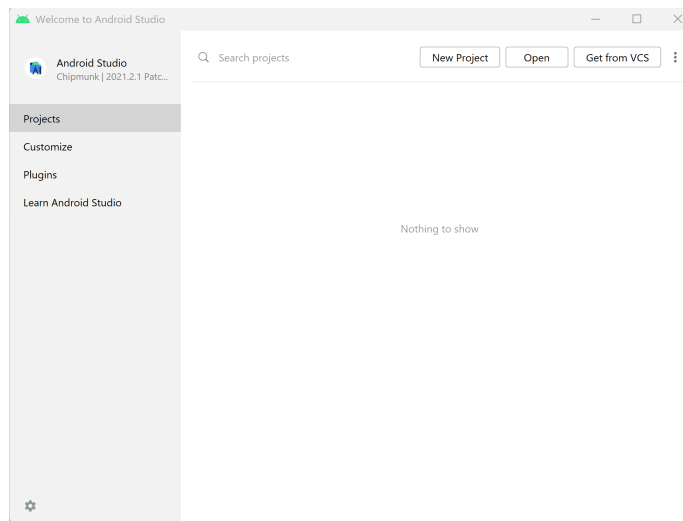 Welcome to Android Studio
Android Studio
Chipmunk | 2021.2.1 Patc...
Search projects
New Project
Open
Get from VCS
Projects
Customize
Plugins
Learn Android Studio
Nothing to show